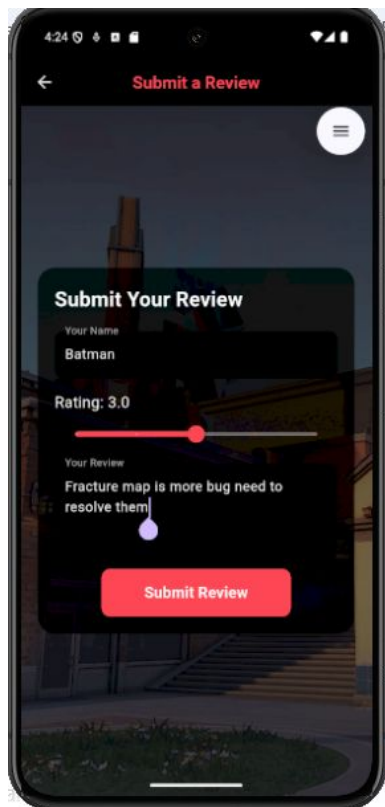 4:24
Submit a Review
Submit Your Review
Your Name
Batman
Rating: 3.0
Your Review
Fracture map is more bug need to
resolve them
Submit Review